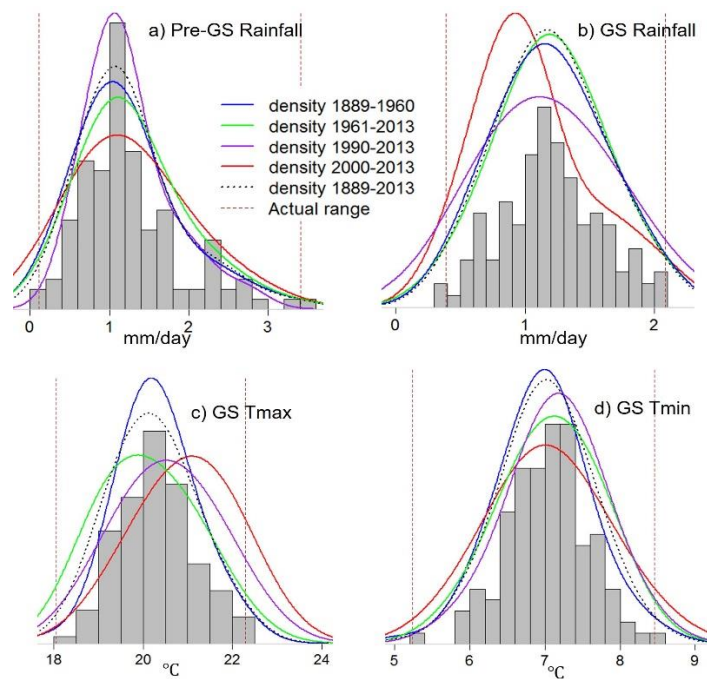 a) Pre-GS Rainfall
b) GS Rainfall
density 1889-1960
density 1961-2013
density 1990-2013
density 2000-2013
density 1889-2013
Actual range
0 1 2 3
mm/day
0 1 2
mm/day
c) GS Tmax
d) GS Tmin
18 20 22 24
°C
5 6 7 8 9
°C